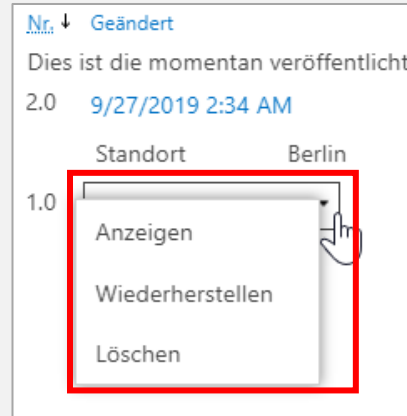 Nr. ↓ Geändert
Dies ist die momentan veröffentlicht
2.0 9/27/2019 2:34 AM
Standort Berlin
1.0
Anzeigen
Wiederherstellen
Löschen